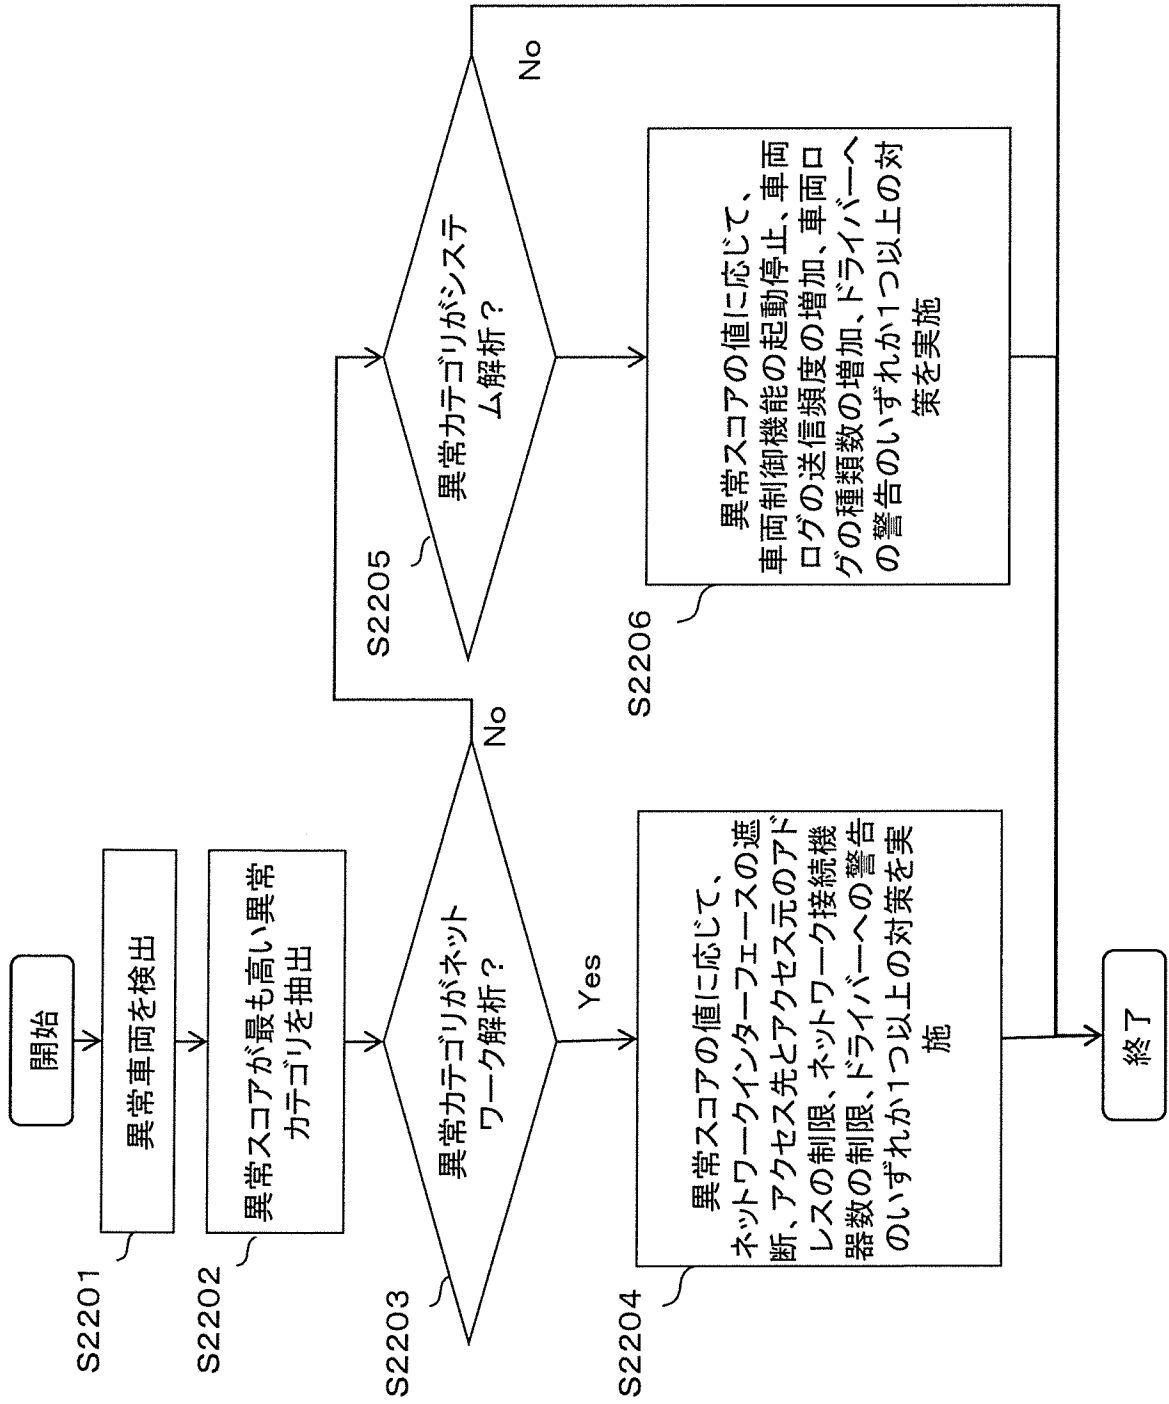 開始
S2201
異常車両を検出
S2202
異常スコアが最も高い異常
カテゴリを抽出
S2203
異常カテゴリがネット
ワーク解析？
No
Yes
S2204
異常スコアの値に応じて、
ネットワークインターフェースの遮
断、アクセス先とアクセス元のアド
レスの制限、ネットワーク接続機
器数の制限、ドライバーへの警告
のいずれか1つ以上の対策を実
施
S2205
異常カテゴリがシステ
ム解析？
No
S2206
異常スコアの値に応じて、
車両制御機能の起動停止、車両
ログの送信頻度の増加、車両ロ
グの種類数の増加、ドライバーへ
の警告のいずれか1つ以上の対
策を実施
終了